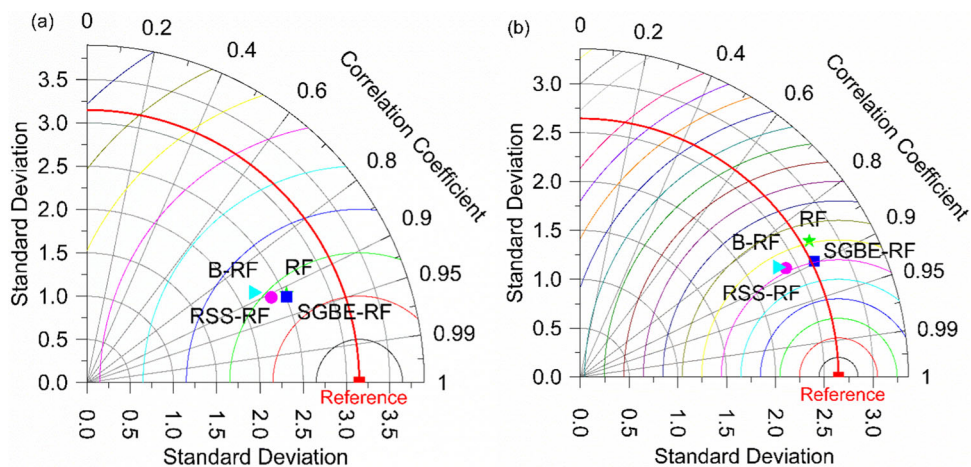 (a)
0
0.2
0.4
0.6
0.8
0.9
0.95
0.99
1
Correlation Coefficient
Standard Deviation
3.5
3.0
2.5
2.0
1.5
1.0
0.5
0.0
B-RF
RF
RSS-RF
SGBE-RF
Reference
0.0 0.5 1.0 1.5 2.0 2.5 3.0 3.5
Standard Deviation
(b)
0
0.2
0.4
0.6
0.8
0.9
0.95
0.99
1
Correlation Coefficient
Standard Deviation
3.0
2.5
2.0
1.5
1.0
0.5
0.0
RF
B-RF
SGBE-RF
RSS-RF
Reference
0.0 0.5 1.0 1.5 2.0 2.5 3.0
Standard Deviation